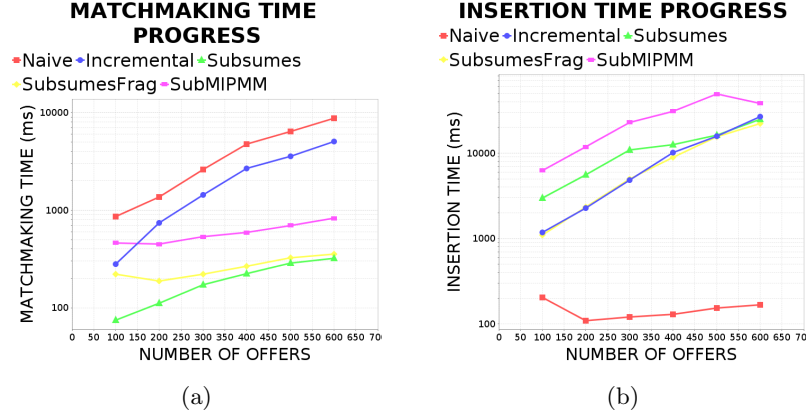 MATCHMAKING TIME
PROGRESS
Naive Incremental Subsumes
SubsumesFrag SubMIPMM
10000
1000
100
MATCHMAKING TIME (ms)
0 50 100 150 200 250 300 350 400 450 500 550 600 650 70
NUMBER OF OFFERS
(a)
INSERTION TIME PROGRESS
Naive Incremental Subsumes
SubsumesFrag SubMIPMM
10000
1000
100
INSERTION TIME (ms)
0 50 100 150 200 250 300 350 400 450 500 550 600 650 70
NUMBER OF OFFERS
(b)